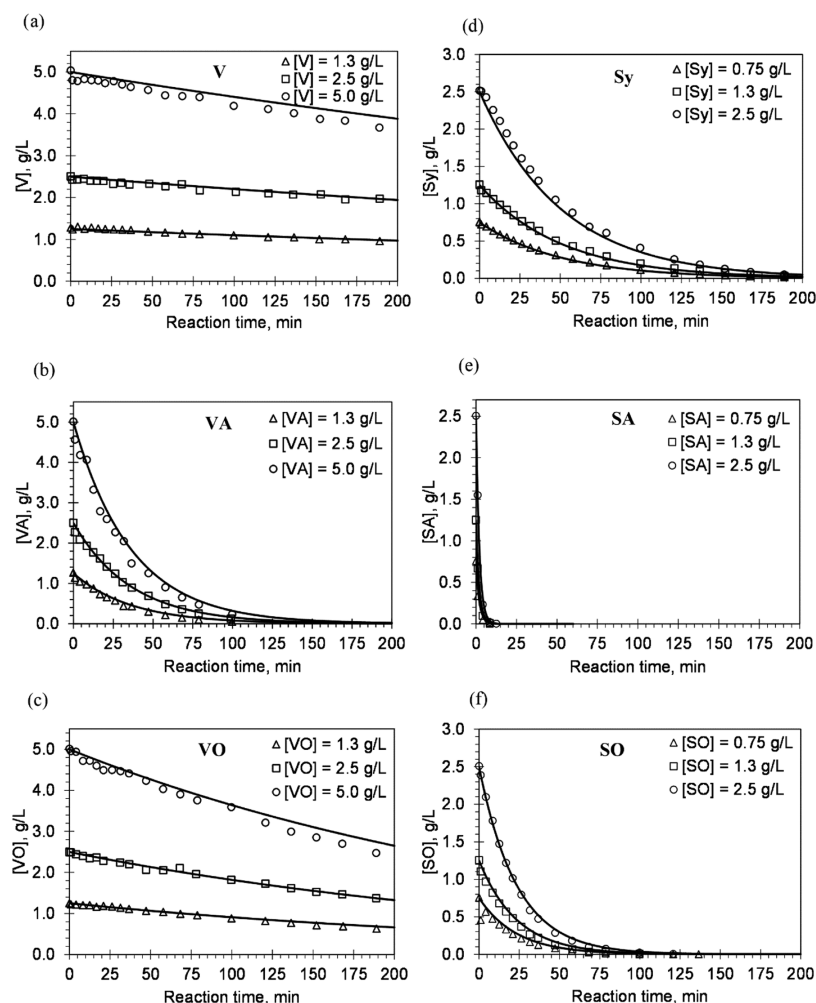 (a)
V
[V] = 1.3 g/L
[V] = 2.5 g/L
[V] = 5.0 g/L
[V], g/L
5.0
4.0
3.0
2.0
1.0
0.0
0 25 50 75 100 125 150 175 200
Reaction time, min
(b)
VA
[VA] = 1.3 g/L
[VA] = 2.5 g/L
[VA] = 5.0 g/L
[VA], g/L
5.0
4.0
3.0
2.0
1.0
0.0
0 25 50 75 100 125 150 175 200
Reaction time, min
(c)
VO
[VO] = 1.3 g/L
[VO] = 2.5 g/L
[VO] = 5.0 g/L
[VO], g/L
5.0
4.0
3.0
2.0
1.0
0.0
0 25 50 75 100 125 150 175 200
Reaction time, min
(d)
Sy
[Sy] = 0.75 g/L
[Sy] = 1.3 g/L
[Sy] = 2.5 g/L
[Sy], g/L
3.0
2.5
2.0
1.5
1.0
0.5
0.0
0 25 50 75 100 125 150 175 200
Reaction time, min
(e)
SA
[SA] = 0.75 g/L
[SA] = 1.3 g/L
[SA] = 2.5 g/L
[SA], g/L
2.5
2.0
1.5
1.0
0.5
0.0
0 25 50 75 100 125 150 175 200
Reaction time, min
(f)
SO
[SO] = 0.75 g/L
[SO] = 1.3 g/L
[SO] = 2.5 g/L
[SO], g/L
3.0
2.5
2.0
1.5
1.0
0.5
0.0
0 25 50 75 100 125 150 175 200
Reaction time, min